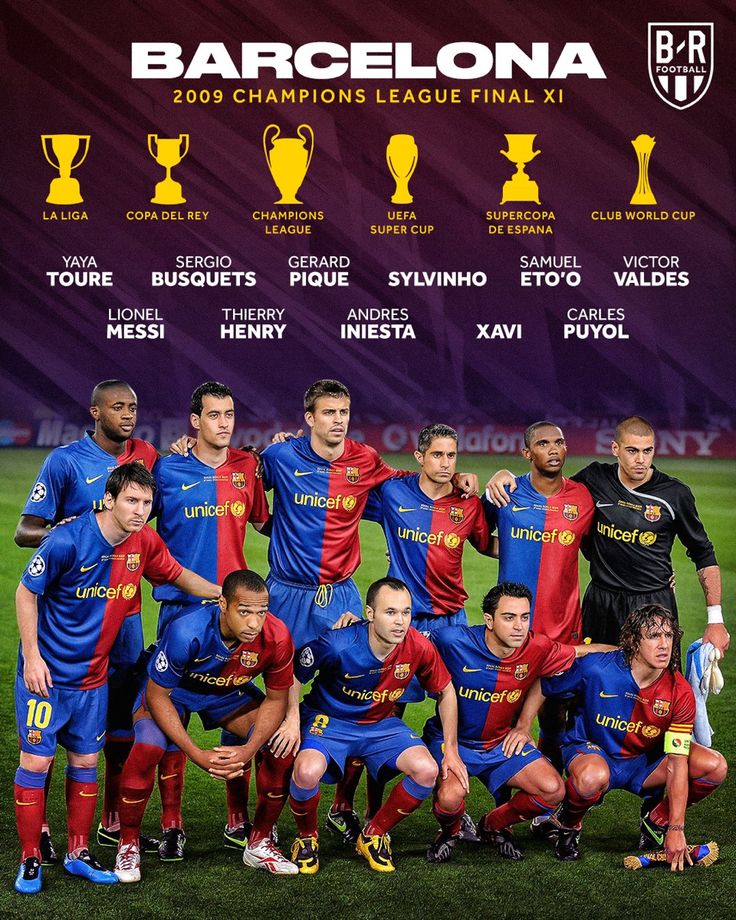 BARCELONA
2009 CHAMPIONS LEAGUE FINAL XI
B/R
FOOTBALL
LA LIGA
COPA DEL REY
CHAMPIONS
LEAGUE
UEFA
SUPER CUP
SUPERCOPA
DE ESPANA
CLUB WORLD CUP
YAYA
TOURE
SERGIO
BUSQUETS
GERARD
PIQUE
SYLVINHO
SAMUEL
ETO'O
VICTOR
VALDES
LIONEL
MESSI
THIERRY
HENRY
ANDRES
INIESTA
XAVI
CARLES
PUYOL
vodafone
SONY
unicef
unicef
unicef
unicef
unicef
unicef
unicef
unicef
unicef
unicef
unicef
10
8